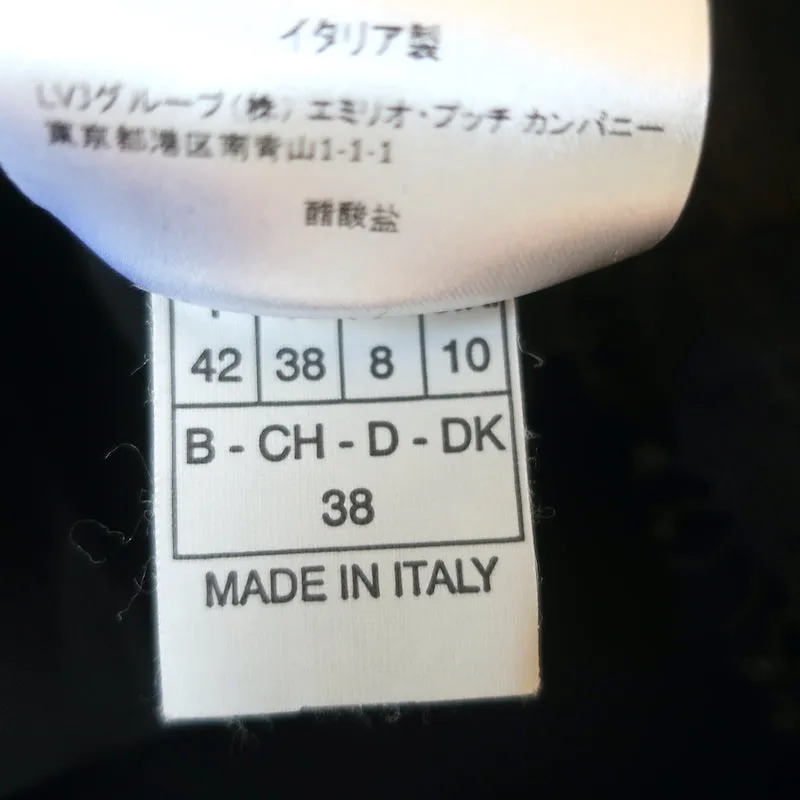 イタリア製
LVJグループ(株) エミリオ・プッチ カンパニー
東京都港区南青山1-1-1
醋酸盐
42 38 8 10
B - CH - D - DK
38
MADE IN ITALY